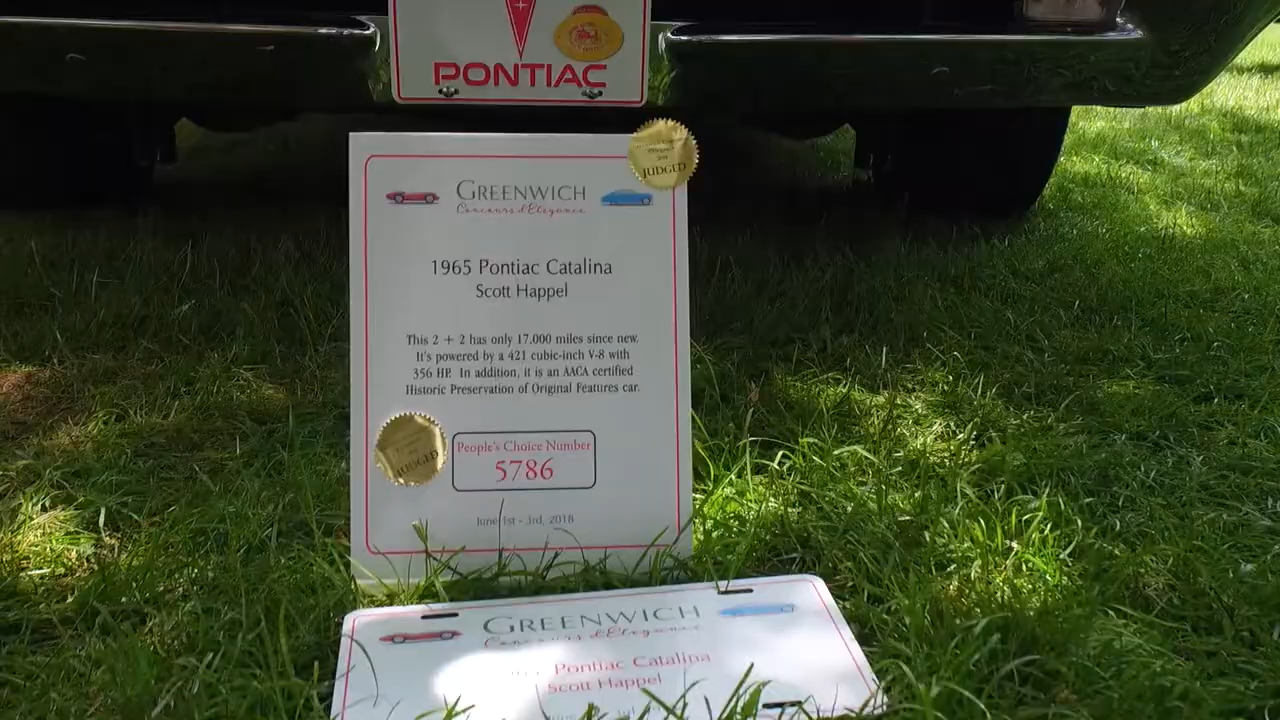 PONTIAC
JUDGED
GREENWICH
Concours d'Elegance
1965 Pontiac Catalina
Scott Happel
This 2 + 2 has only 17,000 miles since new.
It's powered by a 421 cubic-inch V-8 with
356 HP. In addition, it is an AACA certified
Historic Preservation of Original Features car.
JUDGED
People's Choice Number
5786
June 1st - 3rd, 2018
GREENWICH
Concours d'Elegance
Pontiac Catalina
Scott Happel